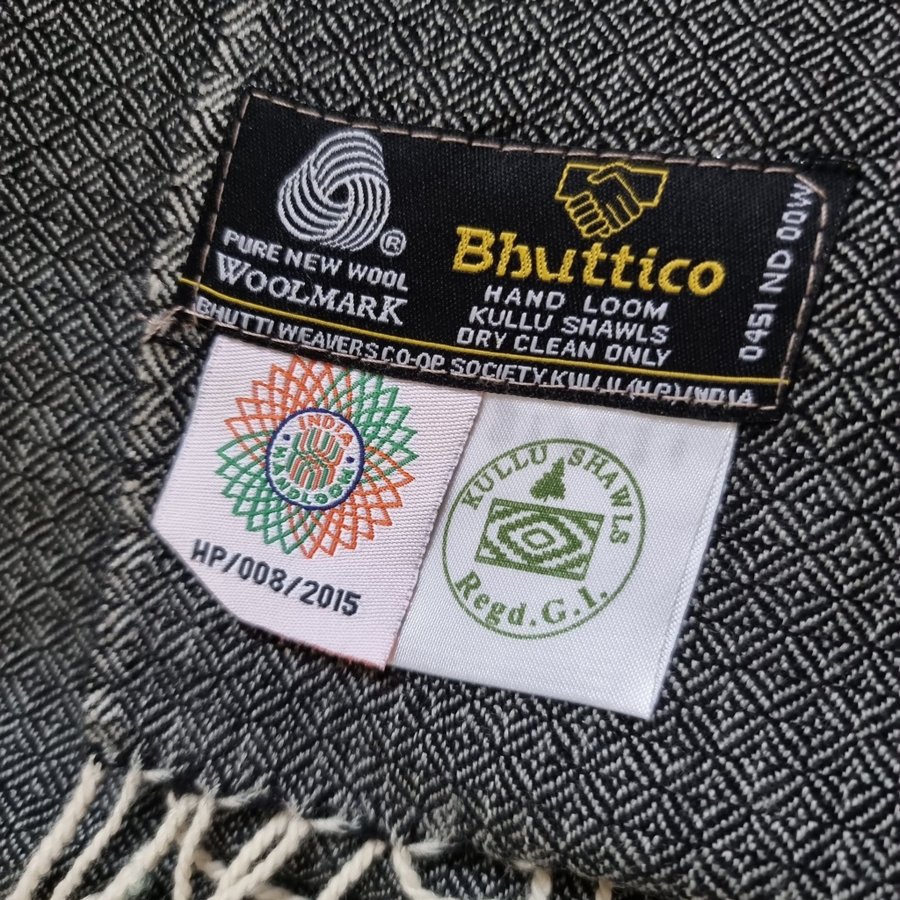 ®
PURE NEW WOOL
WOOLMARK
Bhuttico
HAND LOOM
KULLU SHAWLS
DRY CLEAN ONLY
0451 ND 00W
BHUTTI WEAVERS CO-OP SOCIETY KULLU (H.P.) INDIA
INDIA
HANDLOOM
HP/008/2015
KULLU SHAWLS
Regd.G.I.